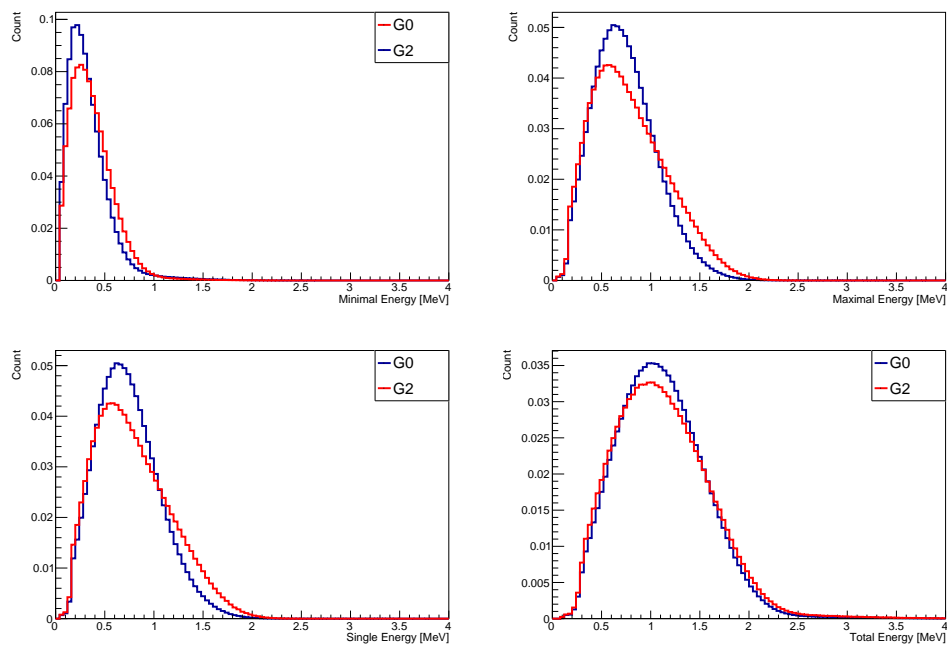 Count
0.1
0.08
0.06
0.04
0.02
0
0 0.5 1 1.5 2 2.5 3 3.5 4
Minimal Energy [MeV]
G0
G2
Count
0.05
0.04
0.03
0.02
0.01
0
0 0.5 1 1.5 2 2.5 3 3.5 4
Maximal Energy [MeV]
Count
0.05
0.04
0.03
0.02
0.01
0
0 0.5 1 1.5 2 2.5 3 3.5 4
Single Energy [MeV]
G0
G2
Count
0.035
0.03
0.025
0.02
0.015
0.01
0.005
0
0 0.5 1 1.5 2 2.5 3 3.5 4
Total Energy [MeV]
G0
G2